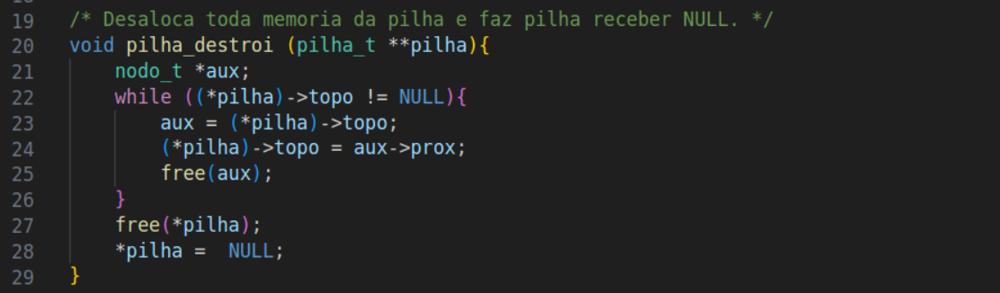 19 /* Desaloca toda memoria da pilha e faz pilha receber NULL. */
20 void pilha_destroi (pilha_t **pilha){
21     nodo_t *aux;
22     while ((*pilha)->topo != NULL){
23         aux = (*pilha)->topo;
24         (*pilha)->topo = aux->prox;
25         free(aux);
26     }
27     free(*pilha);
28     *pilha =  NULL;
29 }